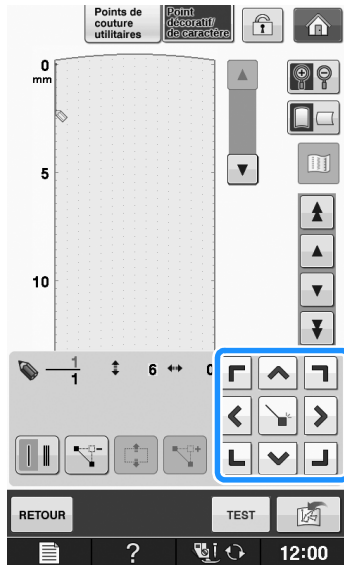 Points de
couture
utilitaires
Point
décoratif/
de caractère
0
mm
5
10
1
1
6
0
RETOUR
TEST
?
12:00